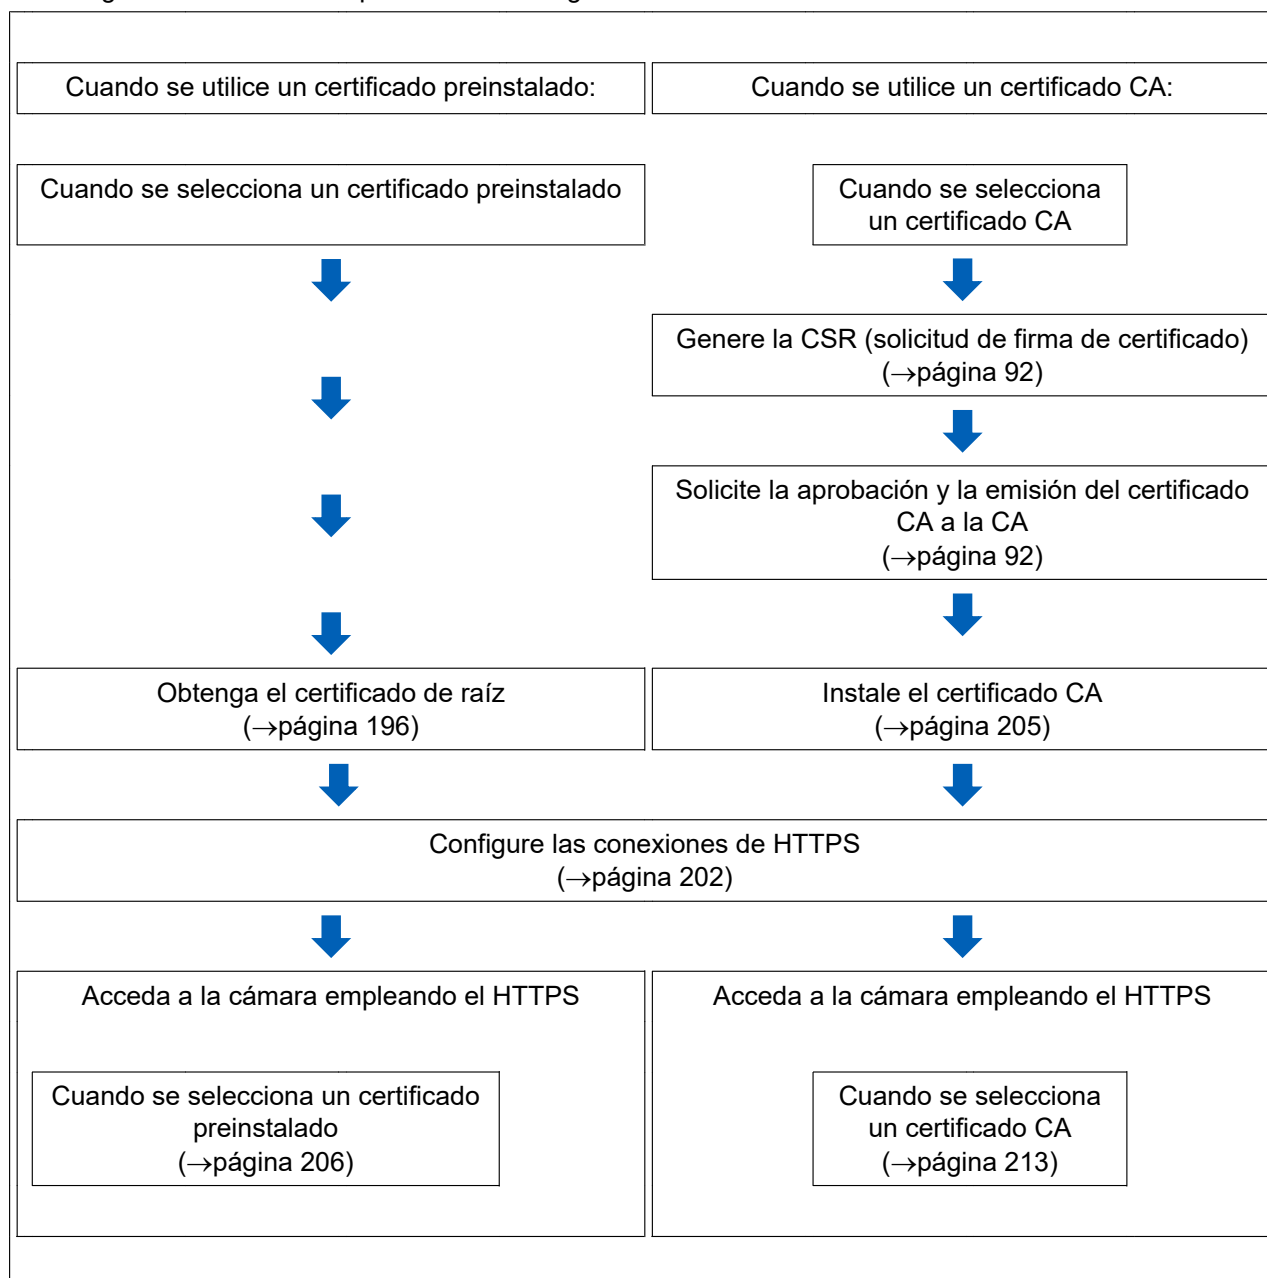 Cuando se utilice un certificado preinstalado:
Cuando se utilice un certificado CA:
Cuando se selecciona un certificado preinstalado
Cuando se selecciona
un certificado CA
Genere la CSR (solicitud de firma de certificado)
(→página 92)
Solicite la aprobación y la emisión del certificado
CA a la CA
(→página 92)
Obtenga el certificado de raíz
(→página 196)
Instale el certificado CA
(→página 205)
Configure las conexiones de HTTPS
(→página 202)
Acceda a la cámara empleando el HTTPS
Cuando se selecciona un certificado
preinstalado
(→página 206)
Acceda a la cámara empleando el HTTPS
Cuando se selecciona
un certificado CA
(→página 213)